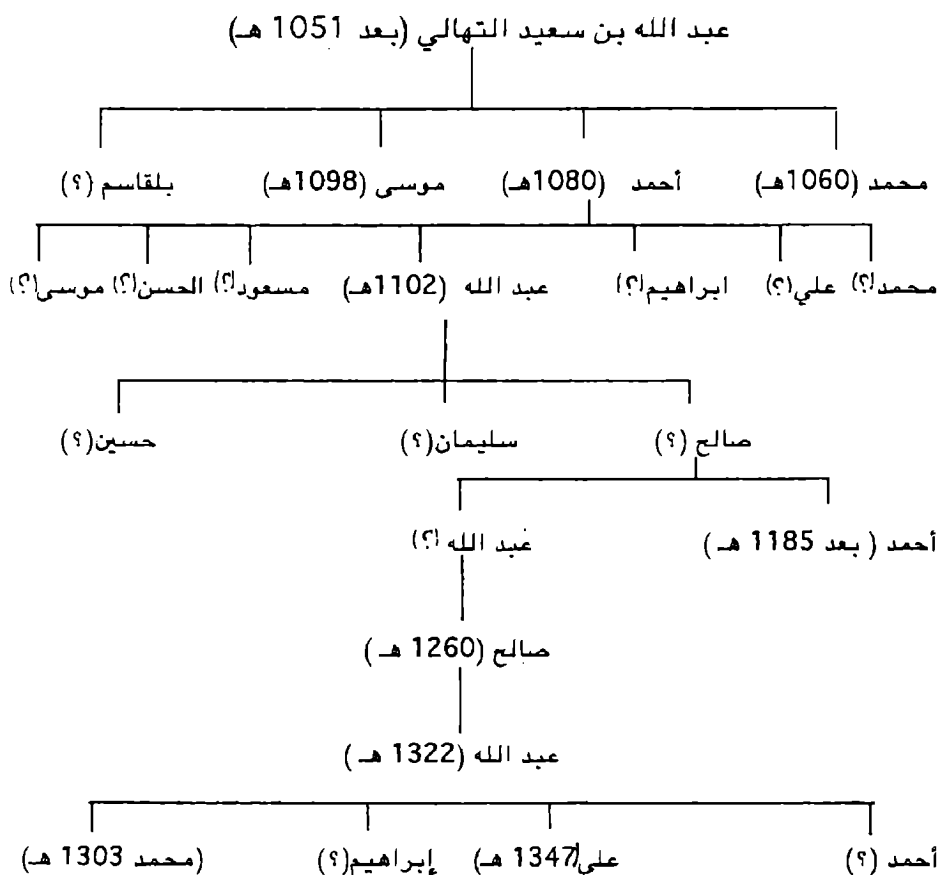 عبد الله بن سعيد التهالي (بعد 1051 هـ)
محمد (1060هـ) أحمد (1080هـ) موسى (1098هـ) بلقاسم (؟)
محمد(؟) علي(؟) ابراهيم(؟) عبد الله (1102هـ) مسعود(؟) الحسن(؟) موسى(؟)
صالح (؟) سليمان(؟) حسين(؟)
أحمد ( بعد 1185 هـ ) عبد الله (؟)
صالح (1260 هـ )
عبد الله (1322 هـ )
أحمد (؟) علي(1347 هـ) إبراهيم(؟) (محمد 1303 هـ)